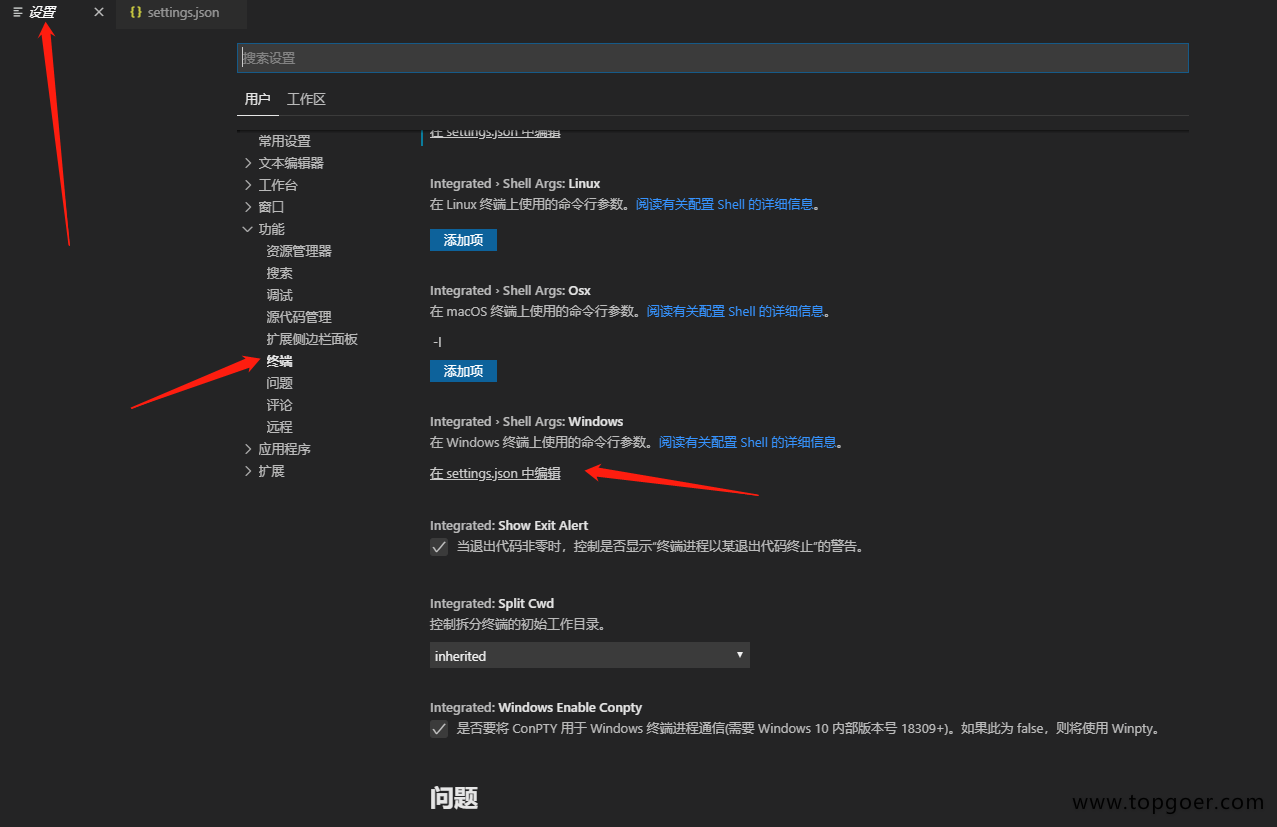 设置
{} settings.json
搜索设置
用户 工作区
常用设置
文本编辑器
工作台
窗口
功能
资源管理器
搜索
调试
源代码管理
扩展侧边栏面板
终端
问题
评论
远程
应用程序
扩展
在 settings.json 中编辑
Integrated › Shell Args: Linux
在 Linux 终端上使用的命令行参数。阅读有关配置 Shell 的详细信息。
添加项
Integrated › Shell Args: Osx
在 macOS 终端上使用的命令行参数。阅读有关配置 Shell 的详细信息。
-l
添加项
Integrated › Shell Args: Windows
在 Windows 终端上使用的命令行参数。阅读有关配置 Shell 的详细信息。
在 settings.json 中编辑
Integrated: Show Exit Alert
当退出代码非零时，控制是否显示“终端进程以某退出代码终止”的警告。
Integrated: Split Cwd
控制拆分终端的初始工作目录。
inherited
Integrated: Windows Enable Conpty
是否要将 ConPTY 用于 Windows 终端进程通信(需要 Windows 10 内部版本号 18309+)。如果此为 false，则将使用 Winpty。
问题
www.topgoer.com